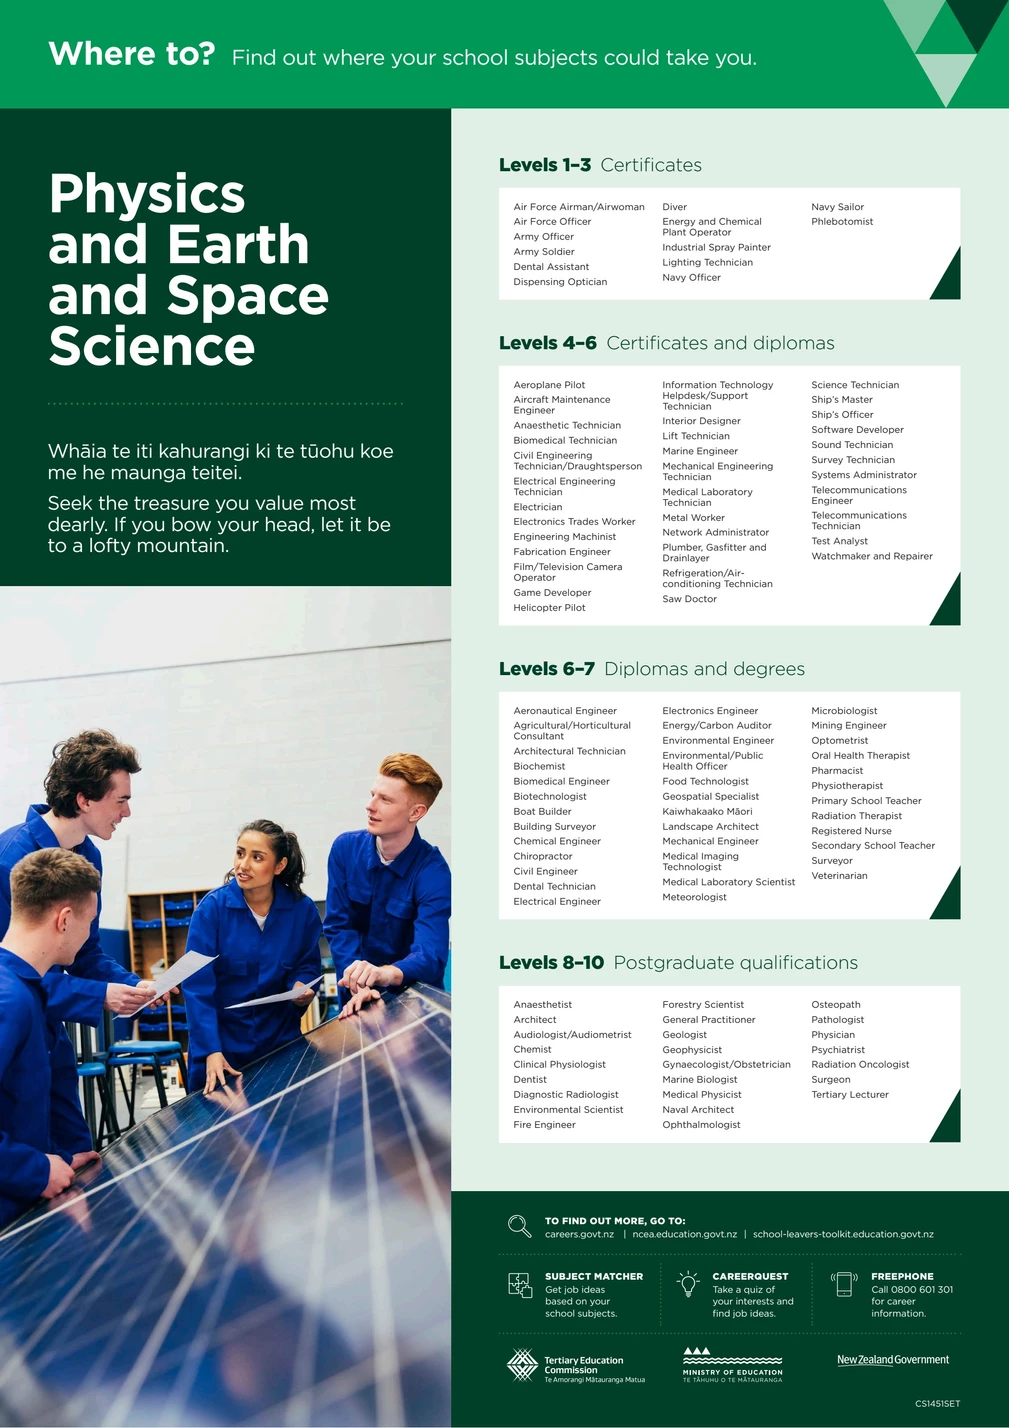 Where to? Find out where your school subjects could take you.
Physics
and Earth
and Space
Science
Whāia te iti kahurangi ki te tūohu koe
me he maunga teitei.
Seek the treasure you value most
dearly. If you bow your head, let it be
to a lofty mountain.
Levels 1–3 Certificates
Air Force Airman/Airwoman
Air Force Officer
Army Officer
Army Soldier
Dental Assistant
Dispensing Optician
Diver
Energy and Chemical
Plant Operator
Industrial Spray Painter
Lighting Technician
Navy Officer
Navy Sailor
Phlebotomist
Levels 4–6 Certificates and diplomas
Aeroplane Pilot
Aircraft Maintenance
Engineer
Anaesthetic Technician
Biomedical Technician
Civil Engineering
Technician/Draughtsperson
Electrical Engineering
Technician
Electrician
Electronics Trades Worker
Engineering Machinist
Fabrication Engineer
Film/Television Camera
Operator
Game Developer
Helicopter Pilot
Information Technology
Helpdesk/Support
Technician
Interior Designer
Lift Technician
Marine Engineer
Mechanical Engineering
Technician
Medical Laboratory
Technician
Metal Worker
Network Administrator
Plumber, Gasfitter and
Drainlayer
Refrigeration/Air-
conditioning Technician
Saw Doctor
Science Technician
Ship's Master
Ship's Officer
Software Developer
Sound Technician
Survey Technician
Systems Administrator
Telecommunications
Engineer
Telecommunications
Technician
Test Analyst
Watchmaker and Repairer
Levels 6–7 Diplomas and degrees
Aeronautical Engineer
Agricultural/Horticultural
Consultant
Architectural Technician
Biochemist
Biomedical Engineer
Biotechnologist
Boat Builder
Building Surveyor
Chemical Engineer
Chiropractor
Civil Engineer
Dental Technician
Electrical Engineer
Electronics Engineer
Energy/Carbon Auditor
Environmental Engineer
Environmental/Public
Health Officer
Food Technologist
Geospatial Specialist
Kaiwhakaako Māori
Landscape Architect
Mechanical Engineer
Medical Imaging
Technologist
Medical Laboratory Scientist
Meteorologist
Microbiologist
Mining Engineer
Optometrist
Oral Health Therapist
Pharmacist
Physiotherapist
Primary School Teacher
Radiation Therapist
Registered Nurse
Secondary School Teacher
Surveyor
Veterinarian
Levels 8–10 Postgraduate qualifications
Anaesthetist
Architect
Audiologist/Audiometrist
Chemist
Clinical Physiologist
Dentist
Diagnostic Radiologist
Environmental Scientist
Fire Engineer
Forestry Scientist
General Practitioner
Geologist
Geophysicist
Gynaecologist/Obstetrician
Marine Biologist
Medical Physicist
Naval Architect
Ophthalmologist
Osteopath
Pathologist
Physician
Psychiatrist
Radiation Oncologist
Surgeon
Tertiary Lecturer
TO FIND OUT MORE, GO TO:
careers.govt.nz | ncea.education.govt.nz | school-leavers-toolkit.education.govt.nz
SUBJECT MATCHER
Get job ideas
based on your
school subjects.
CAREERQUEST
Take a quiz of
your interests and
find job ideas.
FREEPHONE
Call 0800 601 301
for career
information.
Tertiary Education
Commission
Te Amorangi Mātauranga Matua
MINISTRY OF EDUCATION
TE TĀHUHU O TE MĀTAURANGA
New Zealand Government
CS1451SET